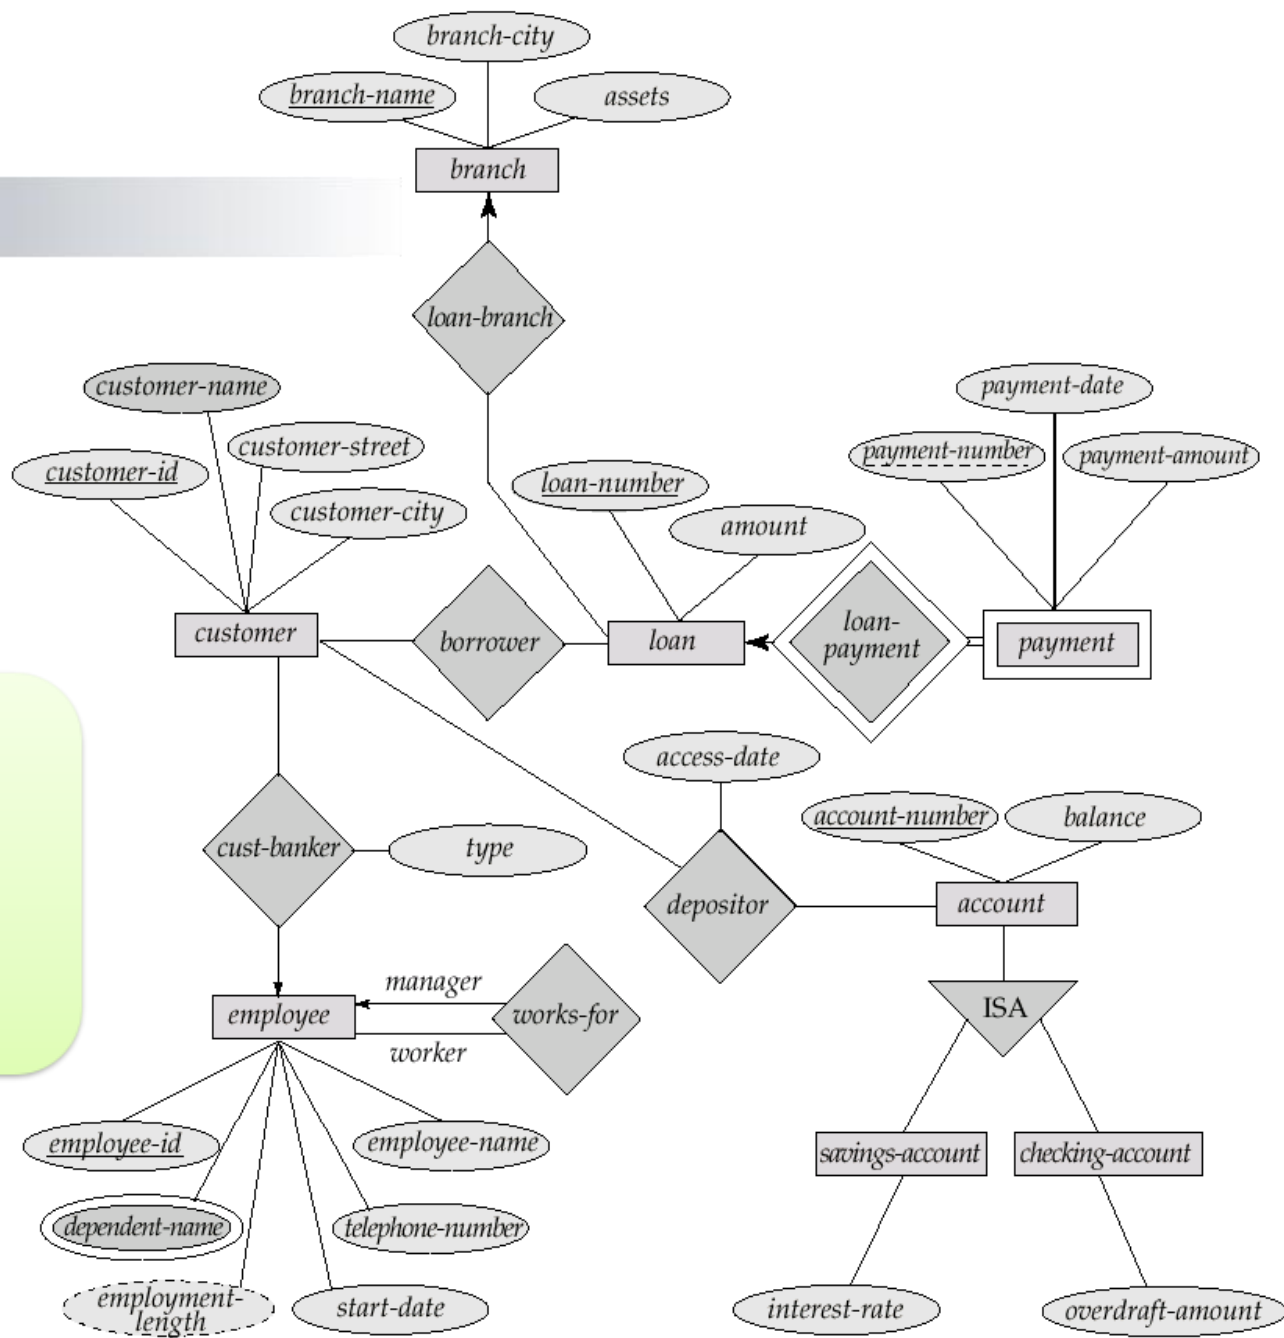 branch-city
branch-name
assets
branch
loan-branch
customer-name
payment-date
customer-street
payment-number
payment-amount
customer-id
loan-number
customer-city
amount
customer
borrower
loan
loan-
payment
payment
access-date
account-number
balance
cust-banker
type
depositor
account
manager
employee
works-for
ISA
worker
employee-id
employee-name
savings-account
checking-account
dependent-name
telephone-number
employment-
length
start-date
interest-rate
overdraft-amount